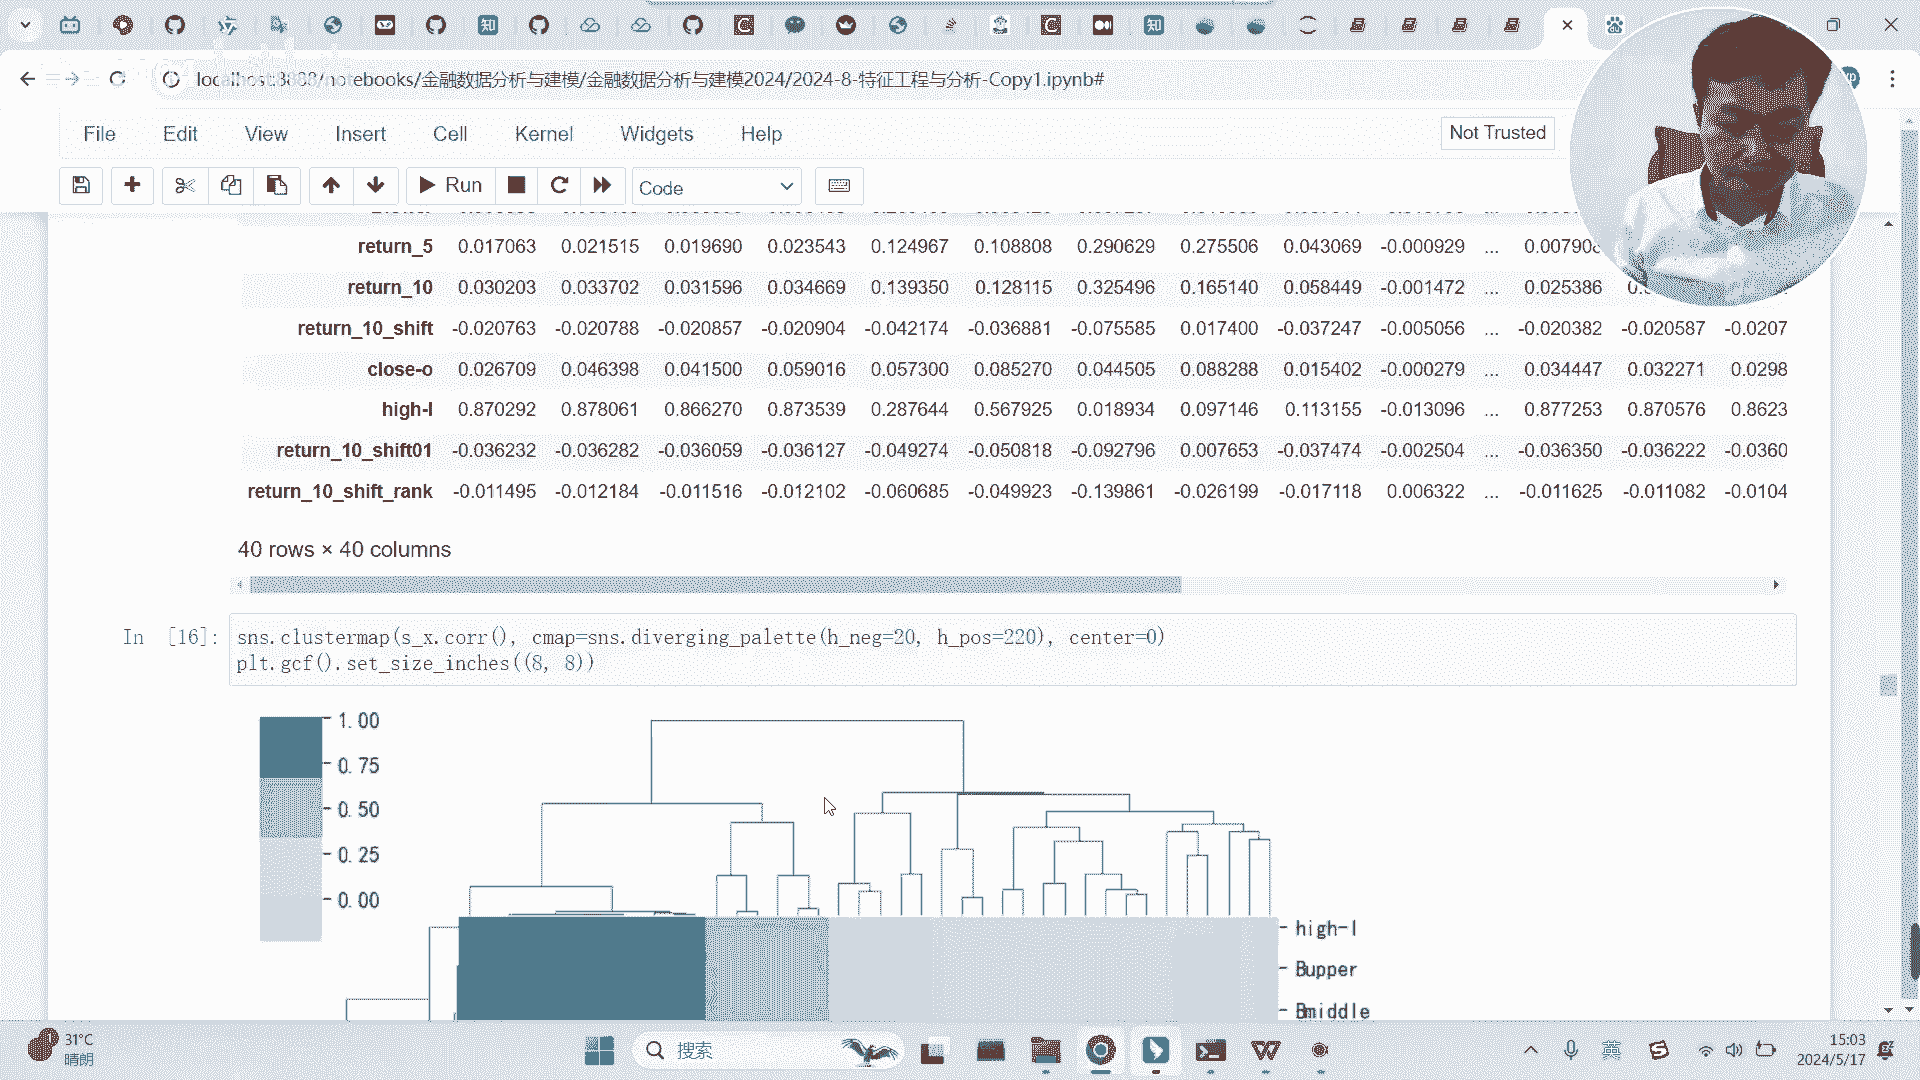 localhost:8888/notebooks/金融数据分析与建模/金融数据分析与建模2024/2024-8-特征工程与分析-Copy1.ipynb#
File Edit View Insert Cell Kernel Widgets Help Not Trusted
Run Code
return_5 0.017063 0.021515 0.019690 0.023543 0.124967 0.108808 0.290629 0.275506 0.043069 -0.000929 ...
return_10 0.030203 0.033702 0.031596 0.034669 0.139350 0.128115 0.325496 0.165140 0.058449 -0.001472 ... 0.025386
return_10_shift -0.020763 -0.020788 -0.020857 -0.020904 -0.042174 -0.036881 -0.075585 0.017400 -0.037247 -0.005056 ... -0.020382 -0.020587 -0.0207
close-o 0.026709 0.046398 0.041500 0.059016 0.057300 0.085270 0.044505 0.088288 0.015402 -0.000279 ... 0.034447 0.032271 0.0298
high-l 0.870292 0.878061 0.866270 0.873539 0.287644 0.567925 0.018934 0.097146 0.113155 -0.013096 ... 0.877253 0.870576 0.8623
return_10_shift01 -0.036232 -0.036282 -0.036059 -0.036127 -0.049274 -0.050818 -0.092796 0.007653 -0.037474 -0.002504 ... -0.036350 -0.036222 -0.0360
return_10_shift_rank -0.011495 -0.012184 -0.011516 -0.012102 -0.060685 -0.049923 -0.139861 -0.026199 -0.017118 0.006322 ... -0.011625 -0.011082 -0.0104
40 rows × 40 columns
In [16]: sns.clustermap(s_x.corr(), cmap=sns.diverging_palette(h_neg=20, h_pos=220), center=0)
plt.gcf().set_size_inches((8, 8))
1.00
0.75
0.50
0.25
0.00
high-l
Bupper
Bmiddle
31°C
晴朗
搜索
英
15:03
2024/5/17